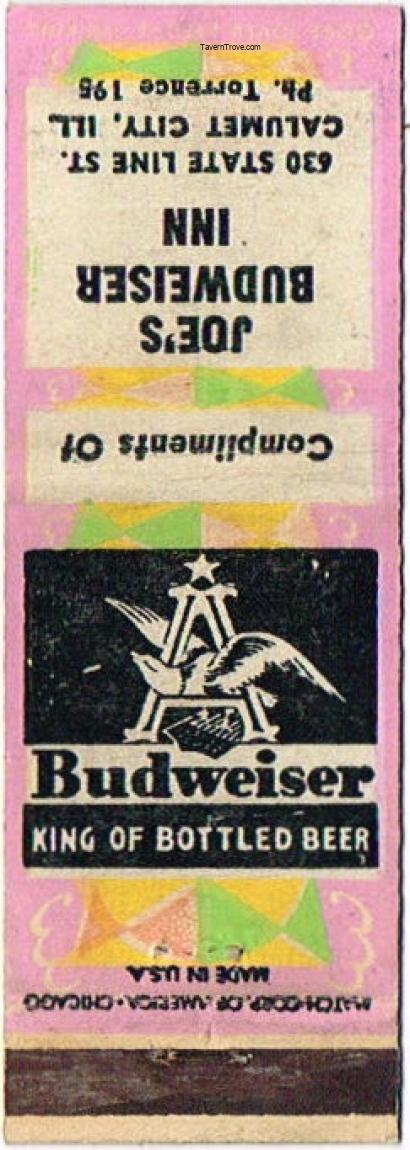 TavernTrove.com
Compliments Of
JOE'S
BUDWEISER
INN
630 STATE LINE ST.
CALUMET CITY, ILL.
Ph. Torrence 195
Budweiser
KING OF BOTTLED BEER
MADE IN U.S.A.
MATCH CORP. OF AMERICA • CHICAGO